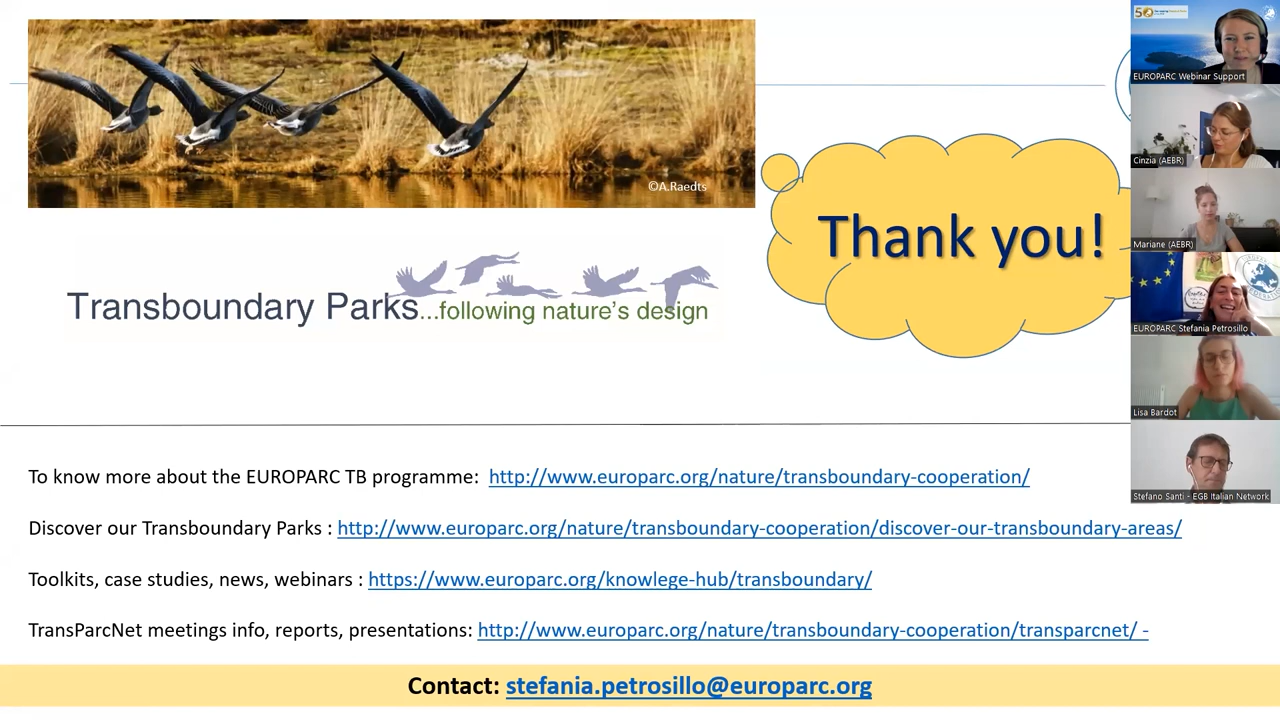 ©A.Raedts
Thank you!
Transboundary Parks...following nature's design
To know more about the EUROPARC TB programme: http://www.europarc.org/nature/transboundary-cooperation/
Discover our Transboundary Parks : http://www.europarc.org/nature/transboundary-cooperation/discover-our-transboundary-areas/
Toolkits, case studies, news, webinars : https://www.europarc.org/knowlege-hub/transboundary/
TransParcNet meetings info, reports, presentations: http://www.europarc.org/nature/transboundary-cooperation/transparcnet/ -
Contact: stefania.petrosillo@europarc.org
50
EUROPARC Webinar Support
Cinzia (AEBR)
Mariane (AEBR)
EUROPARC Stefania Petrosillo
Lisa Bardot
Stefano Santi - EGB Italian Network